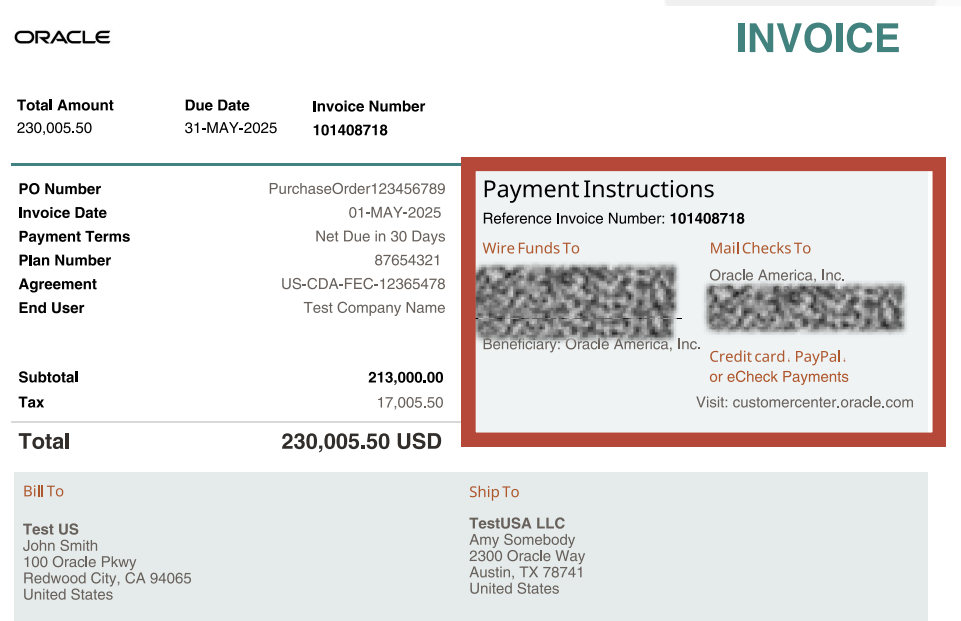 ORACLE
INVOICE
Total Amount Due Date Invoice Number
230,005.50 31-MAY-2025 101408718
PO Number PurchaseOrder123456789
Invoice Date 01-MAY-2025
Payment Terms Net Due in 30 Days
Plan Number 87654321
Agreement US-CDA-FEC-12365478
End User Test Company Name
Subtotal 213,000.00
Tax 17,005.50
Total 230,005.50 USD
Payment Instructions
Reference Invoice Number: 101408718
Wire Funds To
Beneficiary: Oracle America, Inc.
Mail Checks To
Oracle America, Inc.
Credit card, PayPal,
or eCheck Payments
Visit: customercenter.oracle.com
Bill To
Test US
John Smith
100 Oracle Pkwy
Redwood City, CA 94065
United States
Ship To
TestUSA LLC
Amy Somebody
2300 Oracle Way
Austin, TX 78741
United States